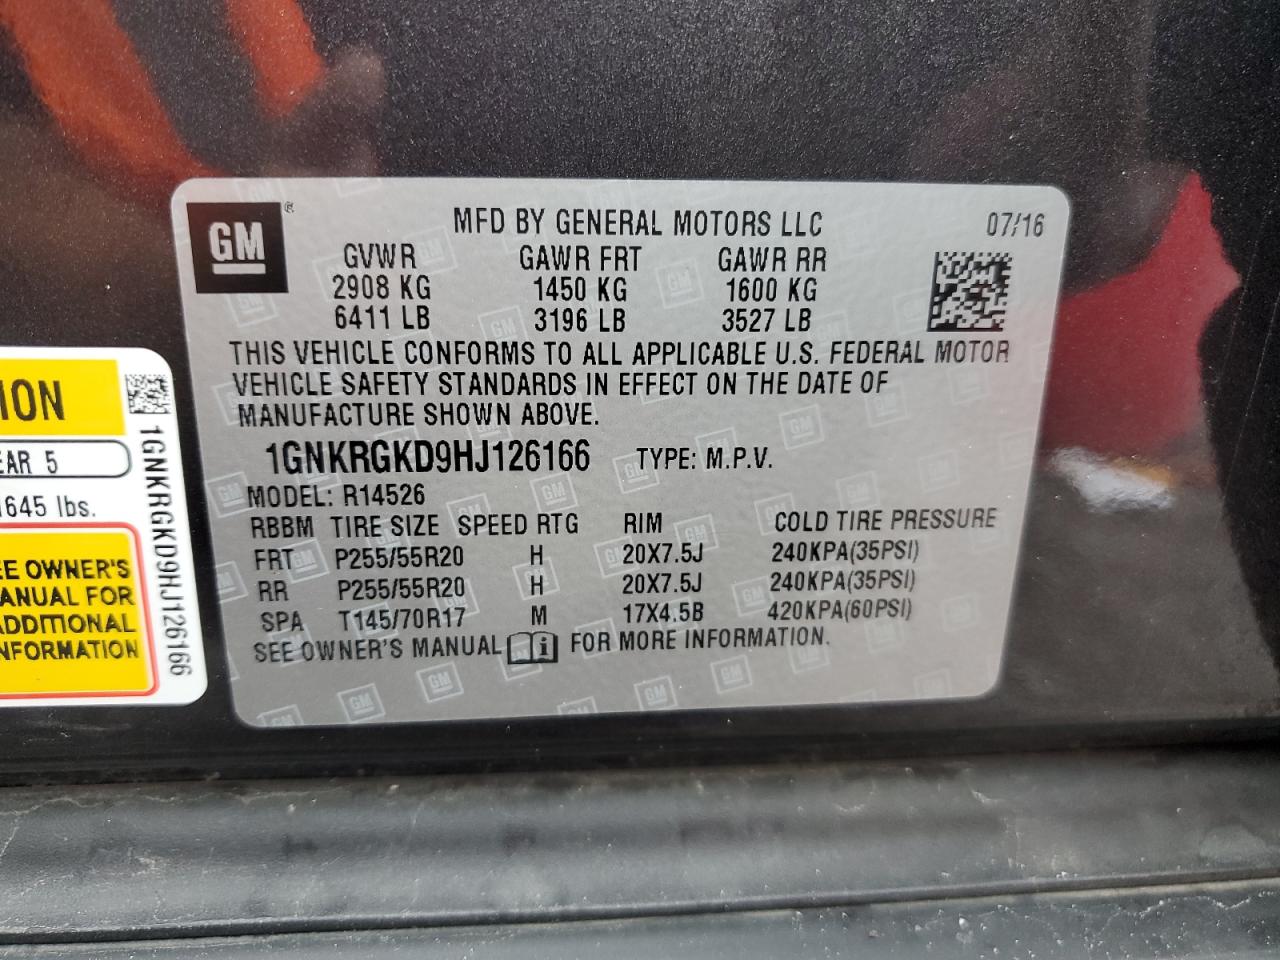 GM ®
MFD BY GENERAL MOTORS LLC 07/16
GVWR GAWR FRT GAWR RR
2908 KG 1450 KG 1600 KG
6411 LB 3196 LB 3527 LB
THIS VEHICLE CONFORMS TO ALL APPLICABLE U.S. FEDERAL MOTOR
VEHICLE SAFETY STANDARDS IN EFFECT ON THE DATE OF
MANUFACTURE SHOWN ABOVE.
1GNKRGKD9HJ126166 TYPE: M.P.V.
MODEL: R14526
RBBM TIRE SIZE SPEED RTG RIM COLD TIRE PRESSURE
FRT P255/55R20 H 20X7.5J 240KPA(35PSI)
RR P255/55R20 H 20X7.5J 240KPA(35PSI)
SPA T145/70R17 M 17X4.5B 420KPA(60PSI)
SEE OWNER'S MANUAL FOR MORE INFORMATION.
ION
EAR 5
1645 lbs.
EE OWNER'S
ANUAL FOR
ADDITIONAL
NFORMATION
1GNKRGKD9HJ126166